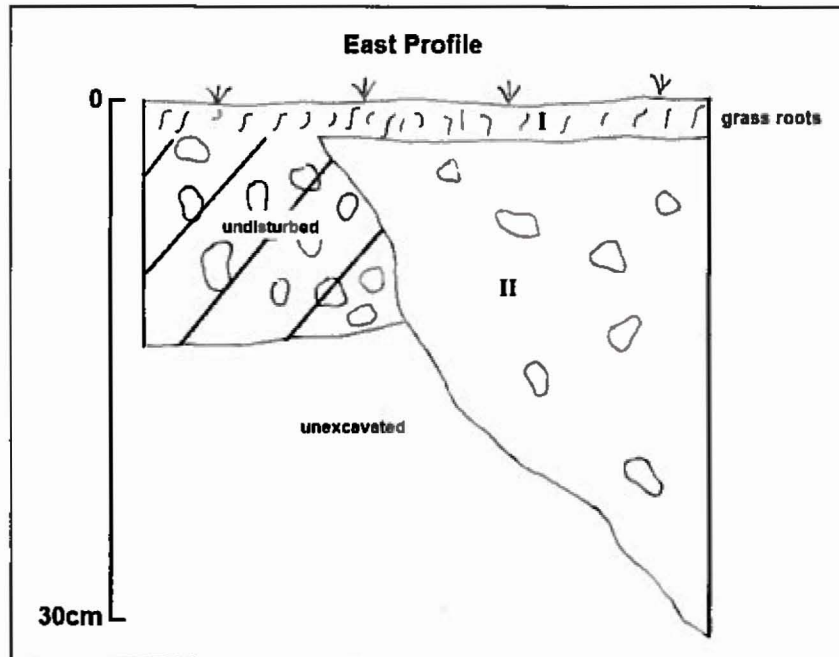 East Profile
0
I
grass roots
undisturbed
II
unexcavated
30cm